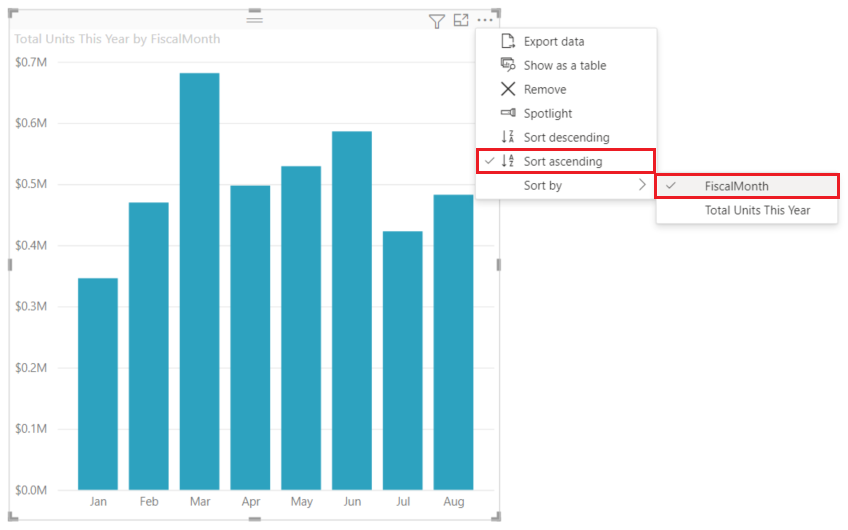 Total Units This Year by FiscalMonth
$0.7M
$0.6M
$0.5M
$0.4M
$0.3M
$0.2M
$0.1M
$0.0M
Jan Feb Mar Apr May Jun Jul Aug
Export data
Show as a table
Remove
Spotlight
Sort descending
Sort ascending
Sort by
FiscalMonth
Total Units This Year